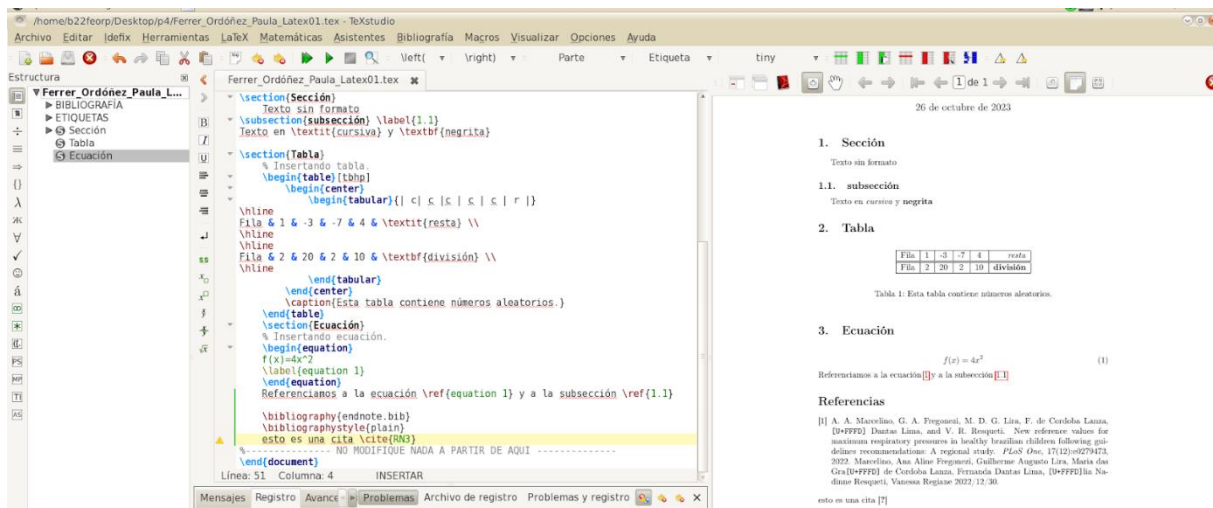 /home/b22feorp/Desktop/p4/Ferrer_Ordóñez_Paula_Latex01.tex - TeXstudio
Archivo Editar Idefix Herramientas LaTeX Matemáticas Asistentes Bibliografía Macros Visualizar Opciones Ayuda
\left( \right) Parte Etiqueta tiny
1 de 1
Estructura
Ferrer_Ordóñez_Paula_L...
BIBLIOGRAFÍA
ETIQUETAS
Sección
Tabla
Ecuación
Ferrer_Ordóñez_Paula_Latex01.tex
\section{Sección}
Texto sin formato
\subsection{subsección} \label{1.1}
Texto en \textit{cursiva} y \textbf{negrita}
\section{Tabla}
% Insertando tabla.
\begin{table}[tbhp]
\begin{center}
\begin{tabular}{| c| c |c | c | c | r |}
\hline
Fila & 1 & -3 & -7 & 4 & \textit{resta} \\
\hline
\hline
Fila & 2 & 20 & 2 & 10 & \textbf{división} \\
\hline
\end{tabular}
\end{center}
\caption{Esta tabla contiene números aleatorios.}
\end{table}
\section{Ecuación}
% Insertando ecuación.
\begin{equation}
f(x)=4x^2
\label{equation 1}
\end{equation}
Referenciamos a la ecuación \ref{equation 1} y a la subsección \ref{1.1}
\bibliography{endnote.bib}
\bibliographystyle{plain}
esto es una cita \cite{RN3}
%--------------- NO MODIFIQUE NADA A PARTIR DE AQUI -------------
\end{document}
Línea: 51 Columna: 4 INSERTAR
Mensajes Registro Avance Problemas Archivo de registro Problemas y registro
26 de octubre de 2023
1. Sección
Texto sin formato
1.1. subsección
Texto en cursiva y negrita
2. Tabla
Fila 1 -3 -7 4 resta
Fila 2 20 2 10 división
Tabla 1: Esta tabla contiene números aleatorios.
3. Ecuación
f(x) = 4x² (1)
Referenciamos a la ecuación 1 y a la subsección 1.1
Referencias
[1] A. A. Marcelino, G. A. Fregonezi, M. D. G. Lira, F. de Cordoba Lanza,
[U+FFFD] Dantas Lima, and V. R. Resqueti. New reference values for
maximum respiratory pressures in healthy brazilian children following gui-
delines recommendations: A regional study. PLoS One, 17(12):e0279473,
2022. Marcelino, Ana Aline Fregonezi, Guilherme Augusto Lira, Maria das
Gra[U+FFFD] de Cordoba Lanza, Fernanda Dantas Lima, [U+FFFD]lia Na-
dinne Resqueti, Vanessa Regiane 2022/12/30.
esto es una cita [?]